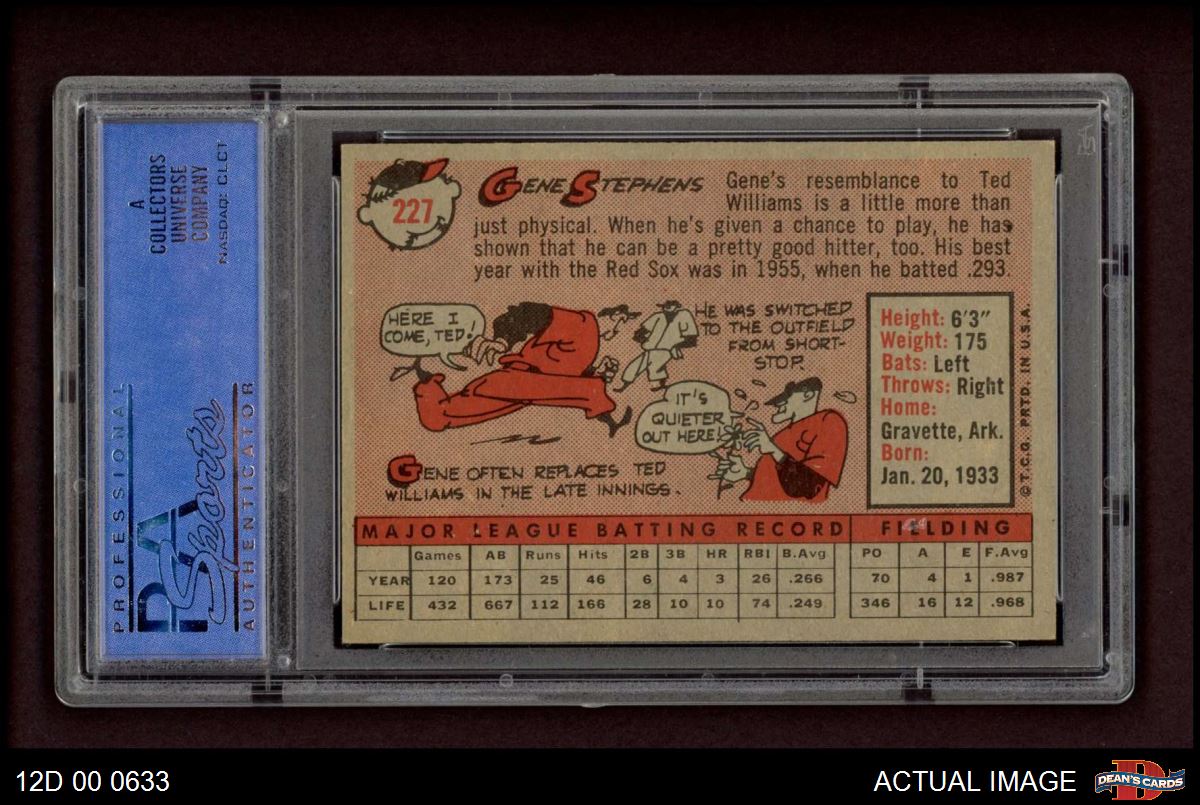 A
COLLECTORS
UNIVERSE
COMPANY
NASDAQ: CLCT
PROFESSIONAL
PSA
Sports
AUTHENTICATOR
227
GENE STEPHENS
Gene's resemblance to Ted
Williams is a little more than
just physical. When he's given a chance to play, he has
shown that he can be a pretty good hitter, too. His best
year with the Red Sox was in 1955, when he batted .293.
HERE I
COME, TED!
HE WAS SWITCHED
TO THE OUTFIELD
FROM SHORT-
STOP.
IT'S
QUIETER
OUT HERE!
GENE OFTEN REPLACES TED
WILLIAMS IN THE LATE INNINGS.
Height: 6'3"
Weight: 175
Bats: Left
Throws: Right
Home:
Gravette, Ark.
Born:
Jan. 20, 1933
© T.C.G. PRTD. IN U.S.A.
MAJOR LEAGUE BATTING RECORD FIELDING
Games AB Runs Hits 2B 3B HR RBI B.Avg PO A E F.Avg
YEAR 120 173 25 46 6 4 3 26 .266 70 4 1 .987
LIFE 432 667 112 166 28 10 10 74 .249 346 16 12 .968
12D 00 0633
ACTUAL IMAGE
DEAN'S CARDS